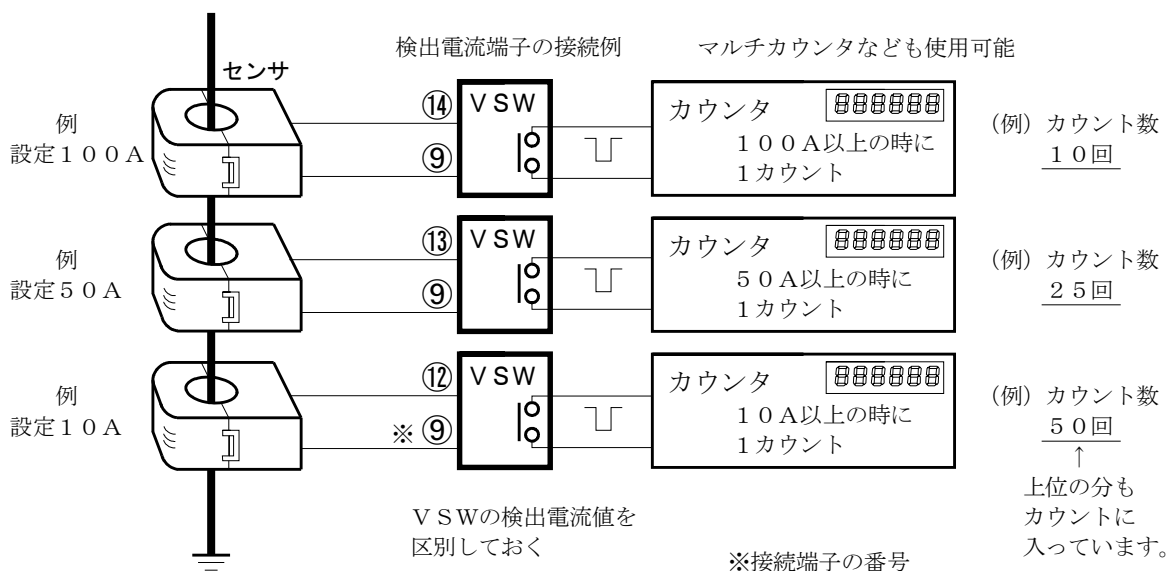 検出電流端子の接続例
マルチカウンタなども使用可能
センサ
例
設定100A
⑭
⑨
VSW
カウンタ
888888
100A以上の時に
1カウント
(例) カウント数
10回
例
設定50A
⑬
⑨
VSW
カウンタ
888888
50A以上の時に
1カウント
(例) カウント数
25回
例
設定10A
⑫
※⑨
VSW
カウンタ
888888
10A以上の時に
1カウント
(例) カウント数
50回
↑
上位の分も
カウントに
入っています。
VSWの検出電流値を
区別しておく
※接続端子の番号